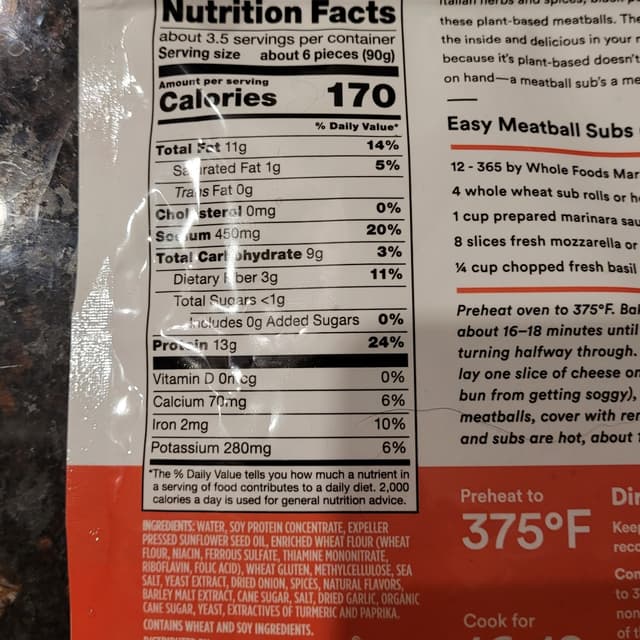 Nutrition Facts
about 3.5 servings per container
Serving size about 6 pieces (90g)
Amount per serving
Calories 170
% Daily Value*
Total Fat 11g 14%
Saturated Fat 1g 5%
Trans Fat 0g
Cholesterol 0mg 0%
Sodium 450mg 20%
Total Carbohydrate 9g 3%
Dietary Fiber 3g 11%
Total Sugars <1g
Includes 0g Added Sugars 0%
Protein 13g 24%
Vitamin D 0mcg 0%
Calcium 70mg 6%
Iron 2mg 10%
Potassium 280mg 6%
*The % Daily Value tells you how much a nutrient in
a serving of food contributes to a daily diet. 2,000
calories a day is used for general nutrition advice.
INGREDIENTS: WATER, SOY PROTEIN CONCENTRATE, EXPELLER
PRESSED SUNFLOWER SEED OIL, ENRICHED WHEAT FLOUR (WHEAT
FLOUR, NIACIN, FERROUS SULFATE, THIAMINE MONONITRATE,
RIBOFLAVIN, FOLIC ACID), WHEAT GLUTEN, METHYLCELLULOSE, SEA
SALT, YEAST EXTRACT, DRIED ONION, SPICES, NATURAL FLAVORS,
BARLEY MALT EXTRACT, CANE SUGAR, SALT, DRIED GARLIC, ORGANIC
CANE SUGAR, YEAST, EXTRACTIVES OF TURMERIC AND PAPRIKA.
CONTAINS WHEAT AND SOY INGREDIENTS.
these plant-based meatballs. The
the inside and delicious in your
because it's plant-based doesn't
on hand—a meatball sub's a
Easy Meatball Subs
12 - 365 by Whole Foods Mar
4 whole wheat sub rolls or
1 cup prepared marinara
8 slices fresh mozzarella or
¼ cup chopped fresh basil
Preheat oven to 375°F.
about 16–18 minutes until
turning halfway through.
lay one slice of cheese on
bun from getting soggy),
meatballs, cover with
and subs are hot, about
Preheat to
375°F
Cook for